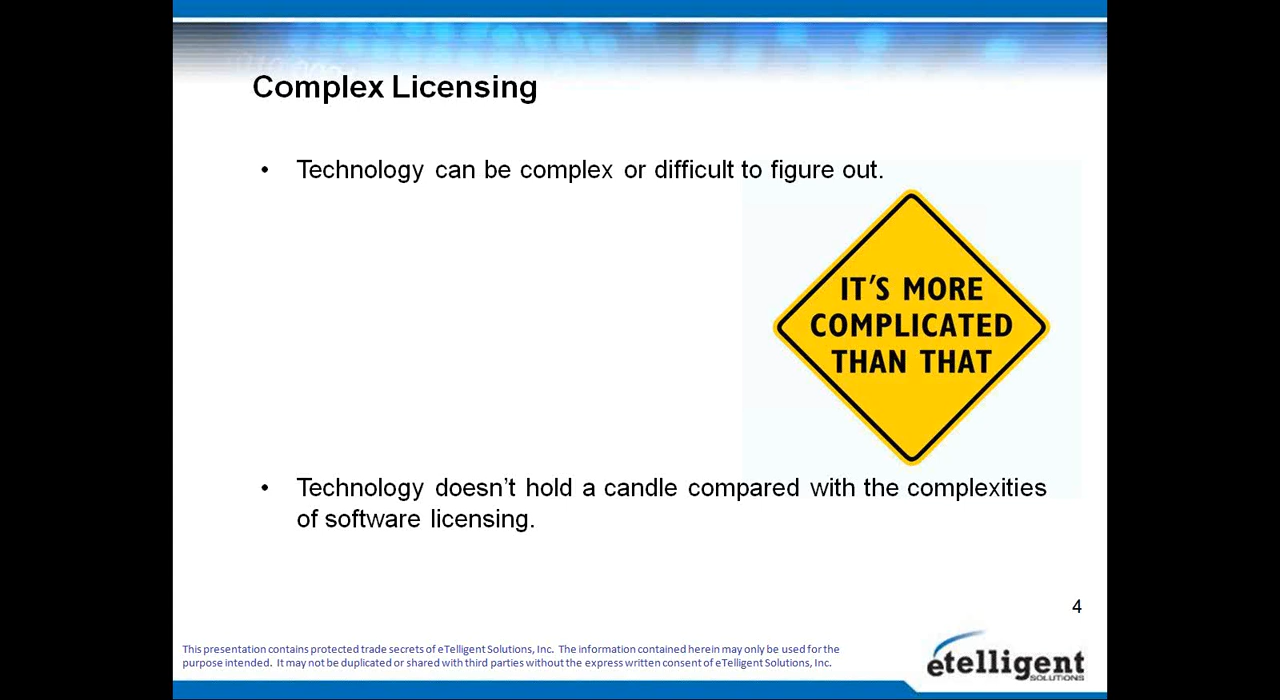 Complex Licensing
• Technology can be complex or difficult to figure out.
IT'S MORE
COMPLICATED
THAN THAT
• Technology doesn't hold a candle compared with the complexities
of software licensing.
4
This presentation contains protected trade secrets of eTelligent Solutions, Inc. The information contained herein may only be used for the
purpose intended. It may not be duplicated or shared with third parties without the express written consent of eTelligent Solutions, Inc.
etelligent
SOLUTIONS